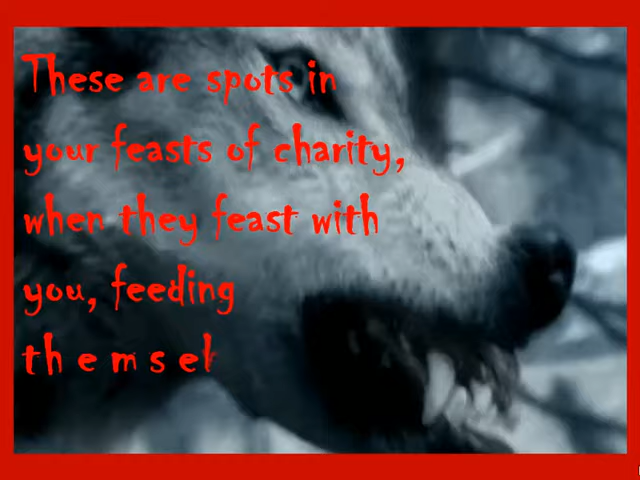 These are spots in
your feasts of charity,
when they feast with
you, feeding
themsel